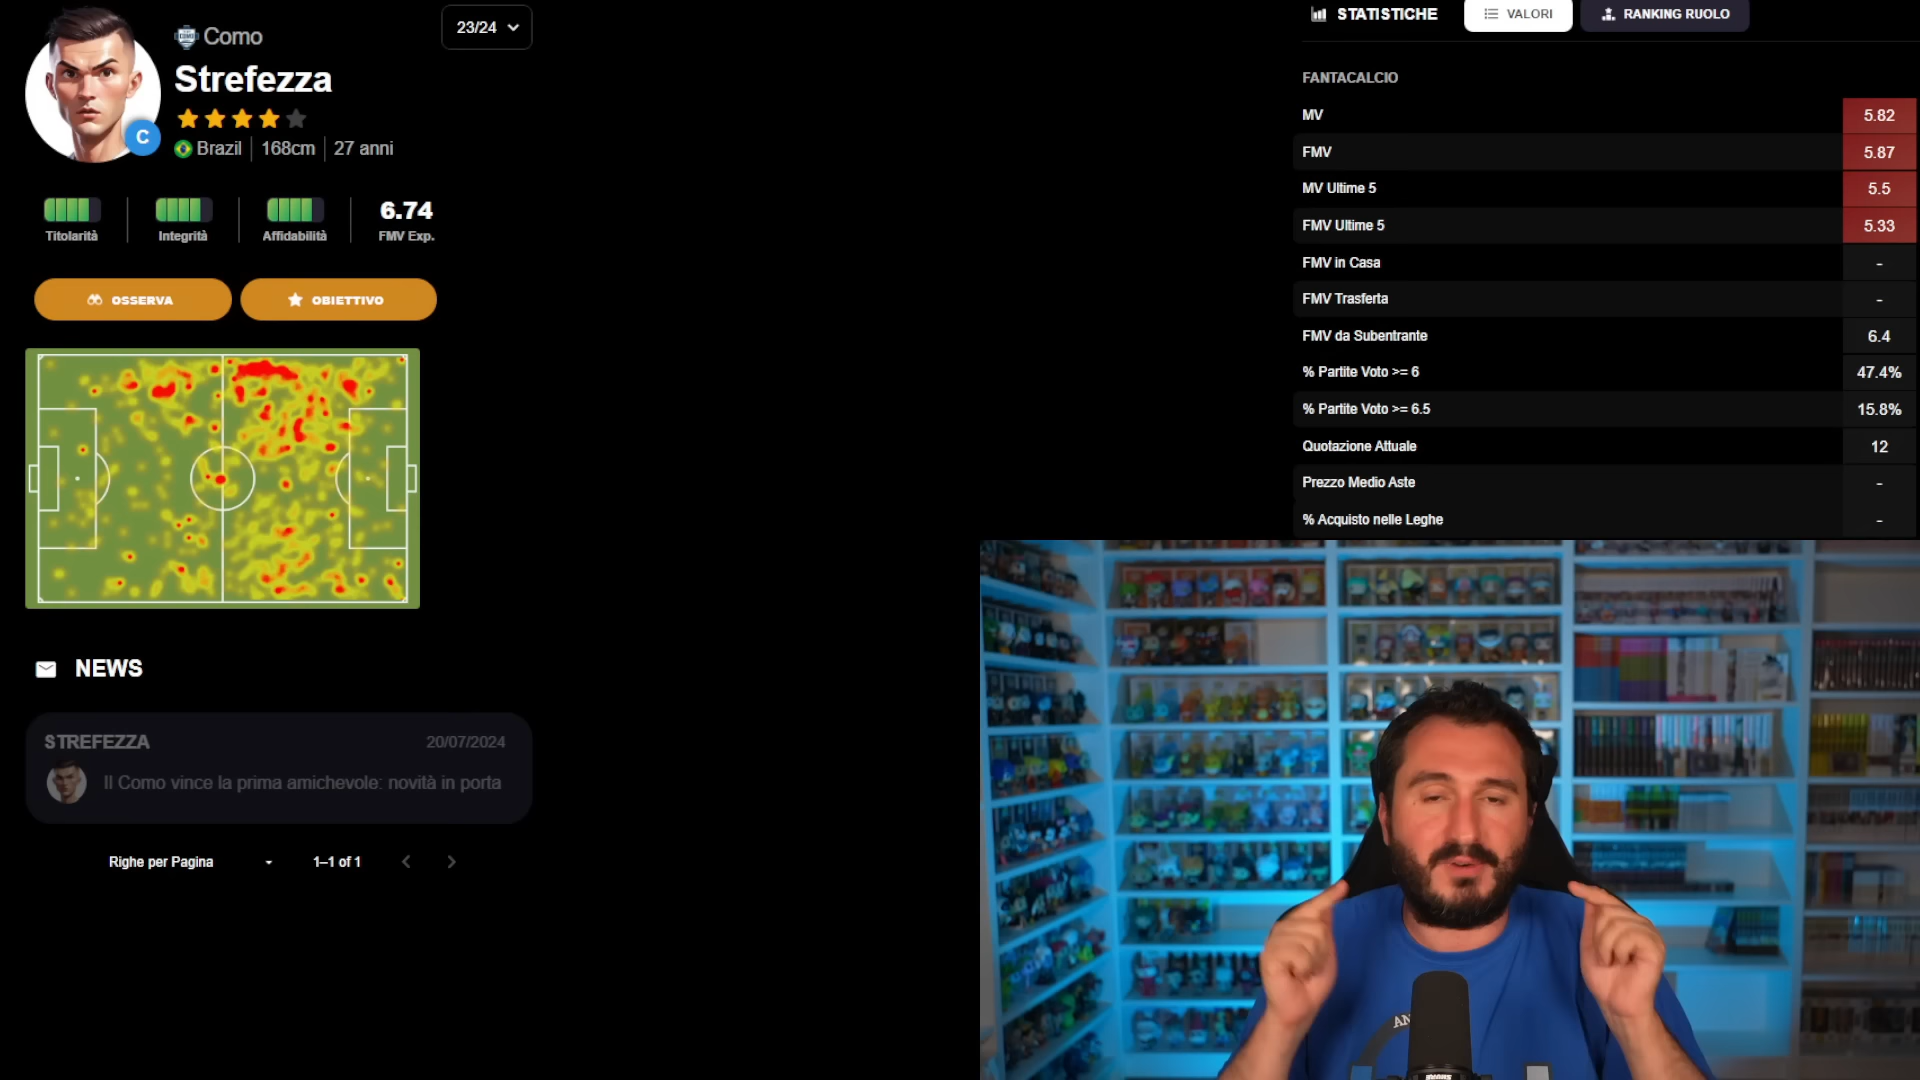 Como
Strefezza
C
Brazil 168cm 27 anni
23/24
Titolarità
Integrità
Affidabilità
6.74
FMV Exp.
OSSERVA
OBIETTIVO
NEWS
STREFEZZA 20/07/2024
Il Como vince la prima amichevole: novità in porta
Righe per Pagina 1–1 of 1
STATISTICHE VALORI RANKING RUOLO
FANTACALCIO
MV 5.82
FMV 5.87
MV Ultime 5 5.5
FMV Ultime 5 5.33
FMV in Casa -
FMV Trasferta -
FMV da Subentrante 6.4
% Partite Voto >= 6 47.4%
% Partite Voto >= 6.5 15.8%
Quotazione Attuale 12
Prezzo Medio Aste -
% Acquisto nelle Leghe -
AN